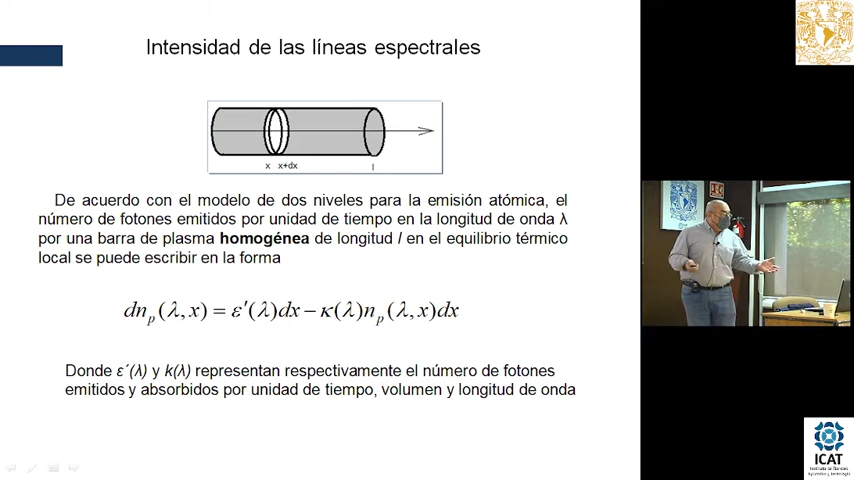 Intensidad de las líneas espectrales
x x+dx l
De acuerdo con el modelo de dos niveles para la emisión atómica, el
número de fotones emitidos por unidad de tiempo en la longitud de onda λ
por una barra de plasma homogénea de longitud l en el equilibrio térmico
local se puede escribir en la forma
dnₚ(λ,x) = ε′(λ)dx − κ(λ)nₚ(λ,x)dx
Donde ε´(λ) y k(λ) representan respectivamente el número de fotones
emitidos y absorbidos por unidad de tiempo, volumen y longitud de onda
ICAT